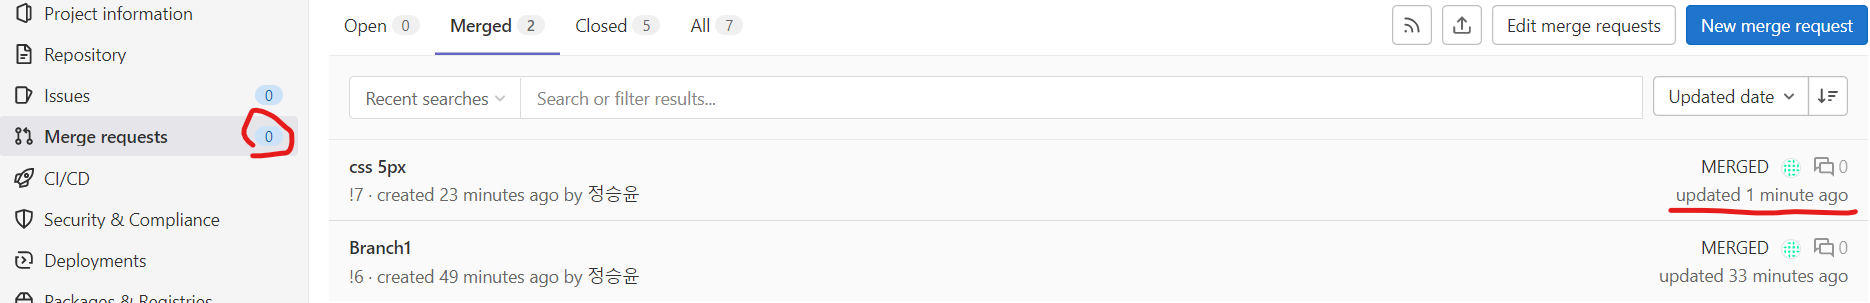 Project information
Repository
Issues 0
Merge requests 0
CI/CD
Security & Compliance
Deployments
Packages & Registries
Open 0 Merged 2 Closed 5 All 7
Edit merge requests New merge request
Recent searches Search or filter results... Updated date
css 5px MERGED 0
!7 · created 23 minutes ago by 정승윤 updated 1 minute ago
Branch1 MERGED 0
!6 · created 49 minutes ago by 정승윤 updated 33 minutes ago